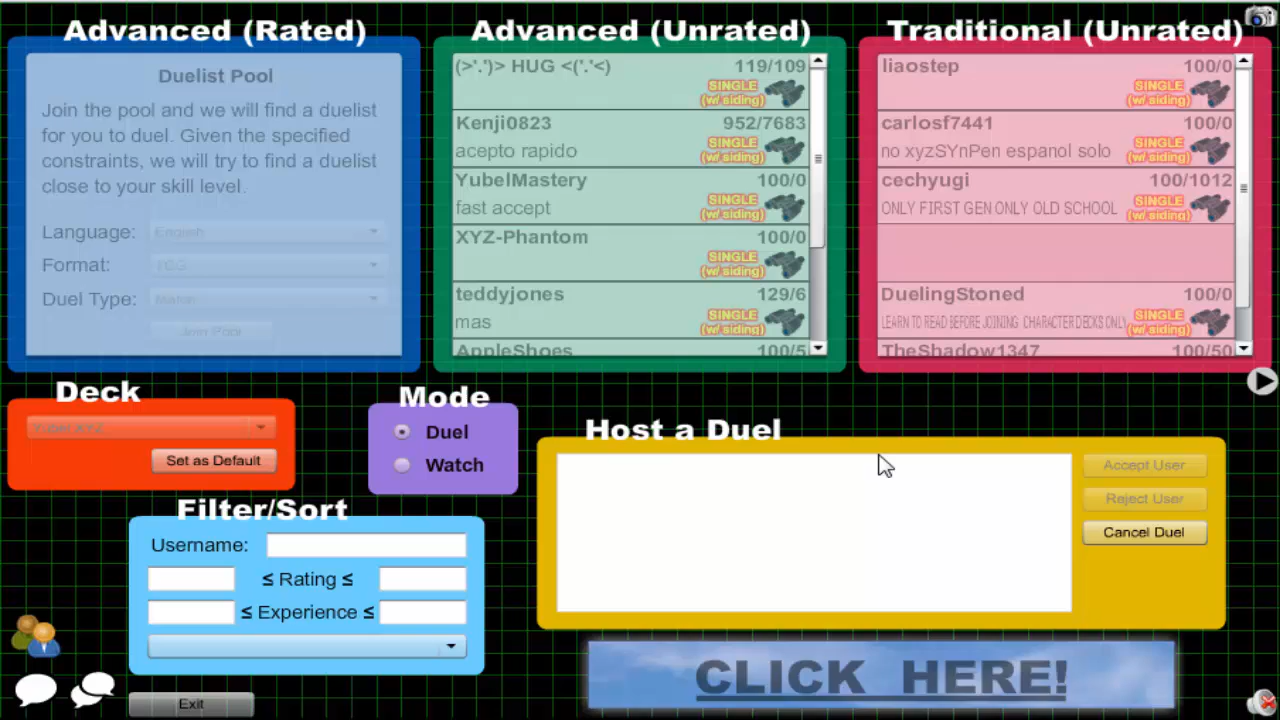 Advanced (Rated)
Duelist Pool
Join the pool and we will find a duelist
for you to duel. Given the specified
constraints, we will try to find a duelist
close to your skill level.
Language: English
Format: TCG
Duel Type: Match
Join Pool
Advanced (Unrated)
(>'.')> HUG <('.'<) 119/109
SINGLE
(w/ siding)
Kenji0823 952/7683
acepto rapido SINGLE
(w/ siding)
YubelMastery 100/0
fast accept SINGLE
(w/ siding)
XYZ-Phantom 100/0
SINGLE
(w/ siding)
teddyjones 129/6
mas SINGLE
(w/ siding)
AppleShoes 100/5
Traditional (Unrated)
liaostep 100/0
SINGLE
(w/ siding)
carlosf7441 100/0
no xyzSYnPen espanol solo SINGLE
(w/ siding)
cechyugi 100/1012
ONLY FIRST GEN ONLY OLD SCHOOL SINGLE
(w/ siding)
DuelingStoned 100/0
LEARN TO READ BEFORE JOINING CHARACTER DECKS ONLY SINGLE
(w/ siding)
TheShadow1347 100/50
Deck
Yubel XYZ
Set as Default
Mode
Duel
Watch
Filter/Sort
Username:
≤ Rating ≤
≤ Experience ≤
Exit
Host a Duel
Accept User
Reject User
Cancel Duel
CLICK HERE!